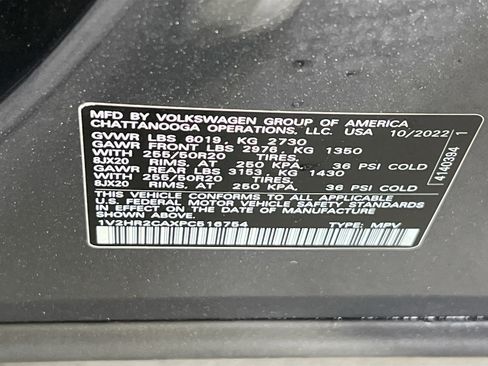 MFD BY VOLKSWAGEN GROUP OF AMERICA
CHATTANOOGA OPERATIONS, LLC. USA 10/2022
GVWR LBS 6019 , KG 2730
GAWR FRONT LBS 2976, KG 1350
WITH 255/50R20 TIRES,
8JX20 RIMS, AT 250 KPA, 36 PSI COLD
GAWR REAR LBS 3153, KG 1430
WITH 255/50R20 TIRES,
8JX20 RIMS, AT 250 KPA, 36 PSI COLD
THIS VEHICLE CONFORMS TO ALL APPLICABLE
U.S. FEDERAL MOTOR VEHICLE SAFETY STANDARDS
IN EFFECT ON THE DATE OF MANUFACTURE
SHOWN ABOVE
1V2HR2CAXPC516754 TYPE: MPV
4140394 1